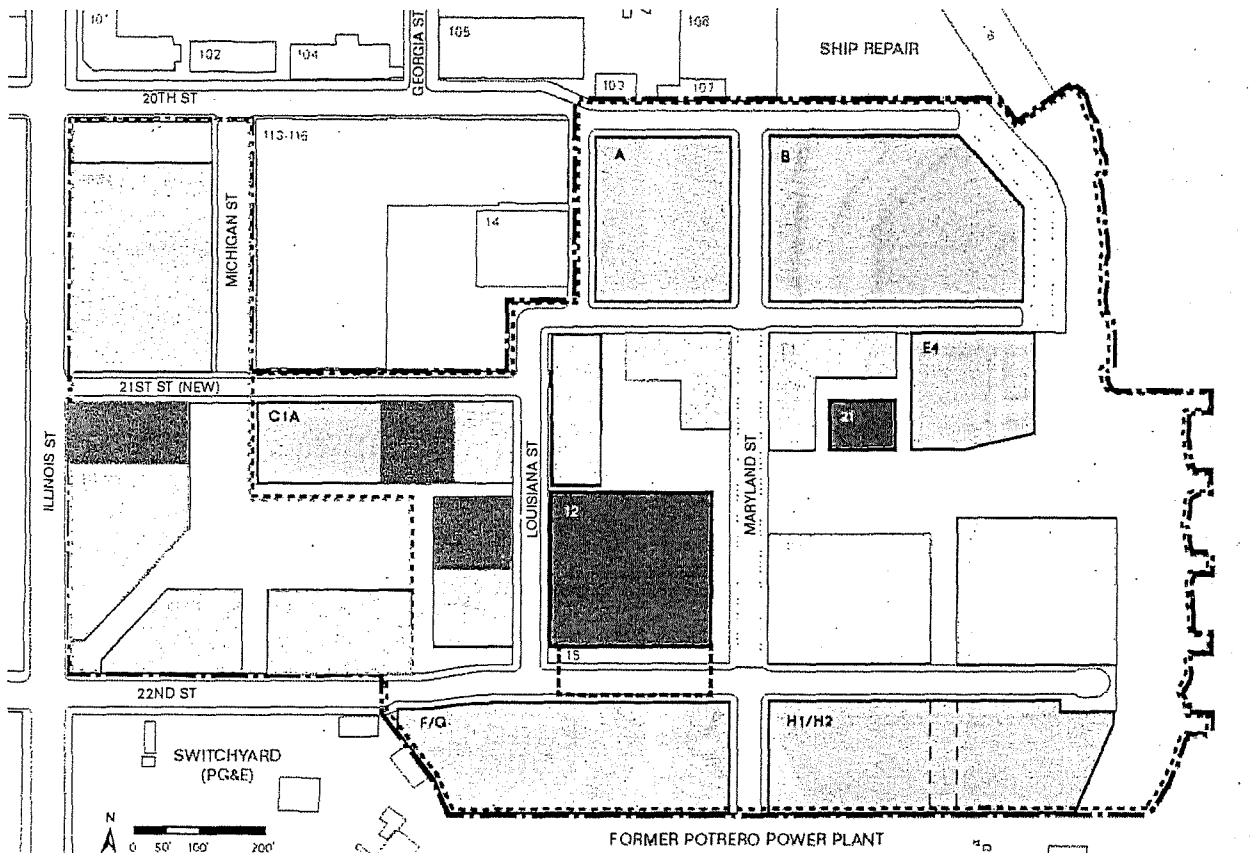 101
102
104
GEORGIA ST
105
108
SHIP REPAIR
6
103
107
20TH ST
113-116
14
MICHIGAN ST
A
B
21ST ST (NEW)
ILLINOIS ST
C1A
LOUISIANA ST
12
MARYLAND ST
E1
E4
21
15
22ND ST
F/G
H1/H2
SWITCHYARD
(PG&E)
N
0 50' 100' 200'
FORMER POTRERO POWER PLANT